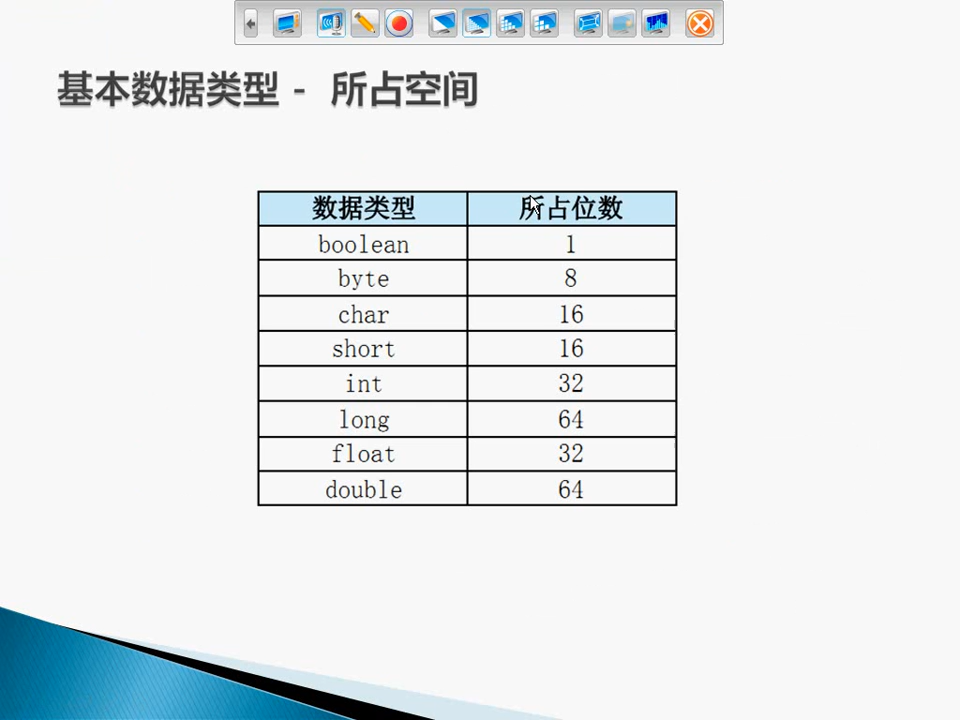 基本数据类型 - 所占空间
数据类型 所占位数
boolean 1
byte 8
char 16
short 16
int 32
long 64
float 32
double 64